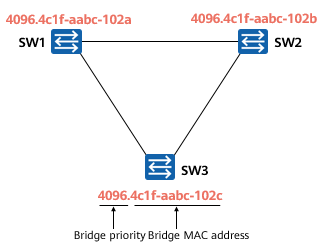 4096.4c1f-aabc-102a
4096.4c1f-aabc-102b
SW1
SW2
SW3
4096.4c1f-aabc-102c
Bridge priority
Bridge MAC address